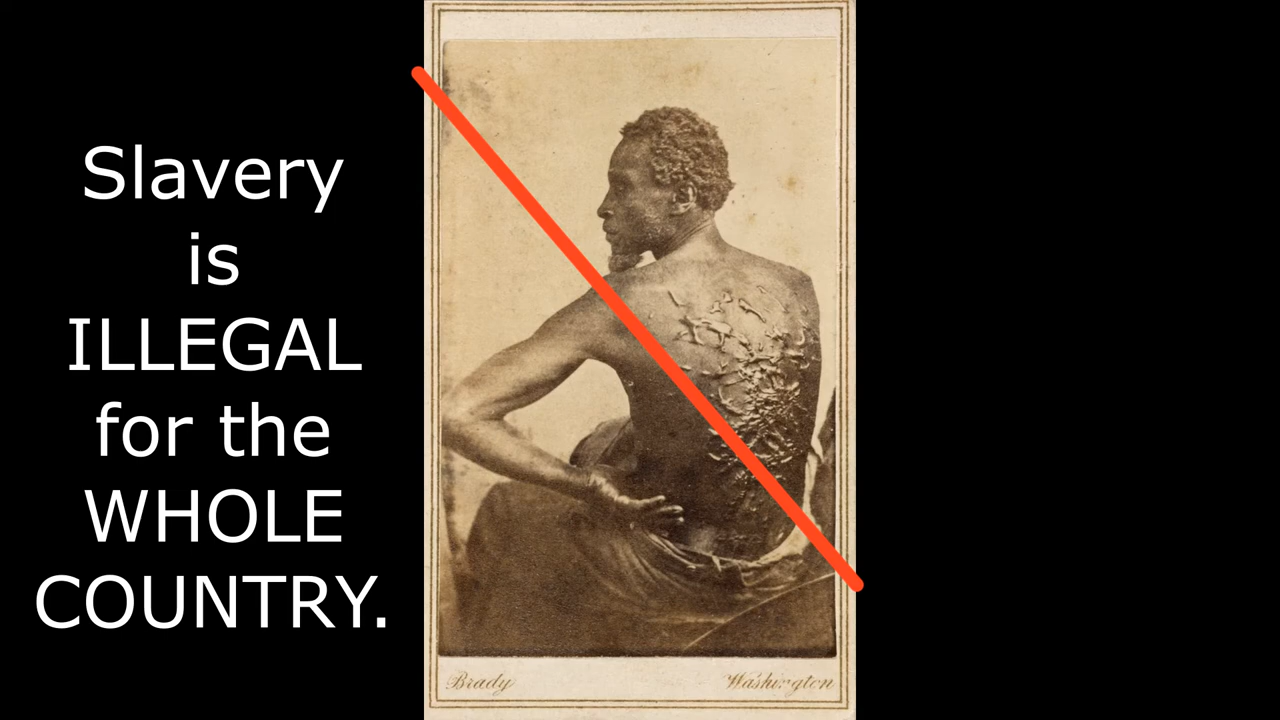 Slavery
is
ILLEGAL
for the
WHOLE
COUNTRY.
Brady Washington